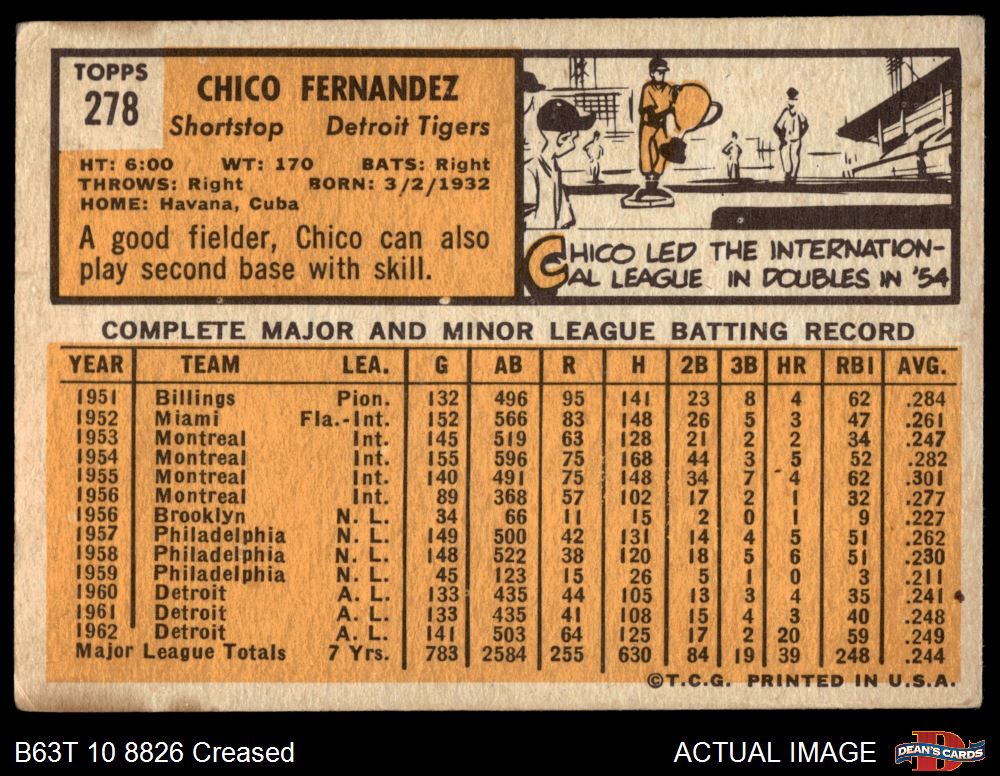 TOPPS
278
CHICO FERNANDEZ
Shortstop Detroit Tigers
HT: 6:00 WT: 170 BATS: Right
THROWS: Right BORN: 3/2/1932
HOME: Havana, Cuba
A good fielder, Chico can also
play second base with skill.
CHICO LED THE INTERNATION-
AL LEAGUE IN DOUBLES IN '54
COMPLETE MAJOR AND MINOR LEAGUE BATTING RECORD
YEAR TEAM LEA. G AB R H 2B 3B HR RBI AVG.
1951 Billings Pion. 132 496 95 141 23 8 4 62 .284
1952 Miami Fla.-Int. 152 566 83 148 26 5 3 47 .261
1953 Montreal Int. 145 519 63 128 21 2 2 34 .247
1954 Montreal Int. 155 596 75 168 44 3 5 52 .282
1955 Montreal Int. 140 491 75 148 34 7 4 62 .301
1956 Montreal Int. 89 368 57 102 17 2 1 32 .277
1956 Brooklyn N. L. 34 66 11 15 2 0 1 9 .227
1957 Philadelphia N. L. 149 500 42 131 14 4 5 51 .262
1958 Philadelphia N. L. 148 522 38 120 18 5 6 51 .230
1959 Philadelphia N. L. 45 123 15 26 5 1 0 3 .211
1960 Detroit A. L. 133 435 44 105 13 3 4 35 .241
1961 Detroit A. L. 133 435 41 108 15 4 3 40 .248
1962 Detroit A. L. 141 503 64 125 17 2 20 59 .249
Major League Totals 7 Yrs. 783 2584 255 630 84 19 39 248 .244
©T.C.G. PRINTED IN U.S.A.
B63T 10 8826 Creased
ACTUAL IMAGE
D
DEAN'S CARDS